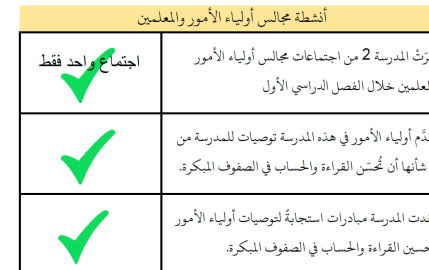 أنشطة مجالس أولياء الأمور والمعلمين
المدرسة 2 من اجتماعات مجالس أولياء الأمور
خلال الفصل الدراسي الأول
اجتماع واحد فقط
أولياء الأمور في هذه المدرسة توصيات للمدرسة من
شأنها أن تُحسّن القراءة والحساب في الصفوف المبكرة.
المدرسة مبادرات استجابةً لتوصيات أولياء الأمور
القراءة والحساب في الصفوف المبكرة.